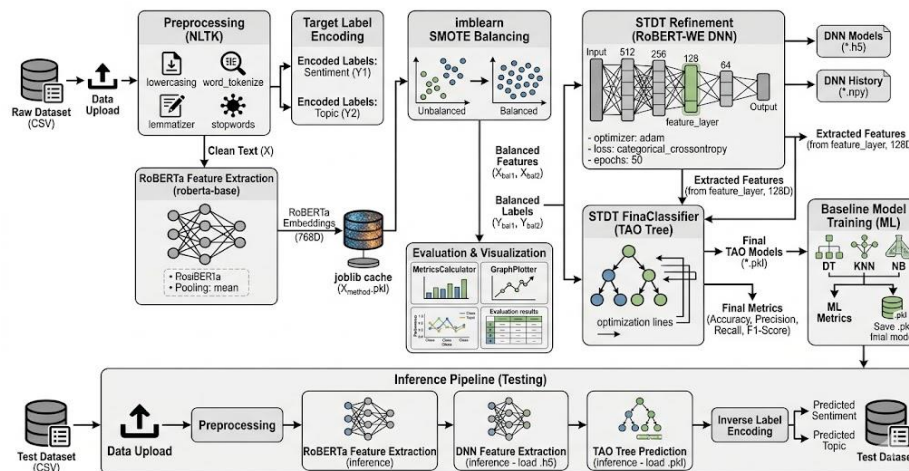 Raw Dataset
(CSV)
Data
Upload
Preprocessing
(NLTK)
lowercasing
word_tokenize
lemmatizer
stopwords
Clean Text (X)
Target Label
Encoding
Encoded Labels:
Sentiment (Y1)
Encoded Labels:
Topic (Y2)
RoBERTa Feature Extraction
(roberta-base)
• RosiBERTa
• Pooling: mean
RoBERTa
Embeddings
(768D)
joblib cache
(Xmethod.pkl)
imblearn
SMOTE Balancing
Unbalanced
Balanced
Balanced
Features
(Xbal1, Xbal2)
Balanced
Labels
(Ybal1, Ybal2)
Evaluation & Visualization
MetricsCalculator
GraphPlotter
Evaluation results
STDT Refinement
(RoBERT-WE DNN)
Input
512
256
128
64
Output
feature_layer
- optimizer: adam
- loss: categorical_crossontropy
- epochs: 50
DNN Models
(*.h5)
DNN History
(*.npy)
Extracted Features
(from feature_layer, 128D)
Extracted Features
(from feature_layer, 128D)
STDT FinaClassifier
(TAO Tree)
optimization lines
Final
TAO Models
(*.pkl)
Final Metrics
(Accuracy, Precision,
Recall, F1-Score)
Baseline Model
Training (ML)
DT
KNN
NB
ML
Metrics
.pkl
Save .pk
fnial mode
Inference Pipeline (Testing)
Test Dataset
(CSV)
Data Upload
Preprocessing
RoBERTa Feature Extraction
(inference)
DNN Feature Extraction
(inference - load .h5)
TAO Tree Prediction
(inference - load .pkl)
Inverse Label
Encoding
Predicted
Sentiment
Predicted
Topic
Test Dataset